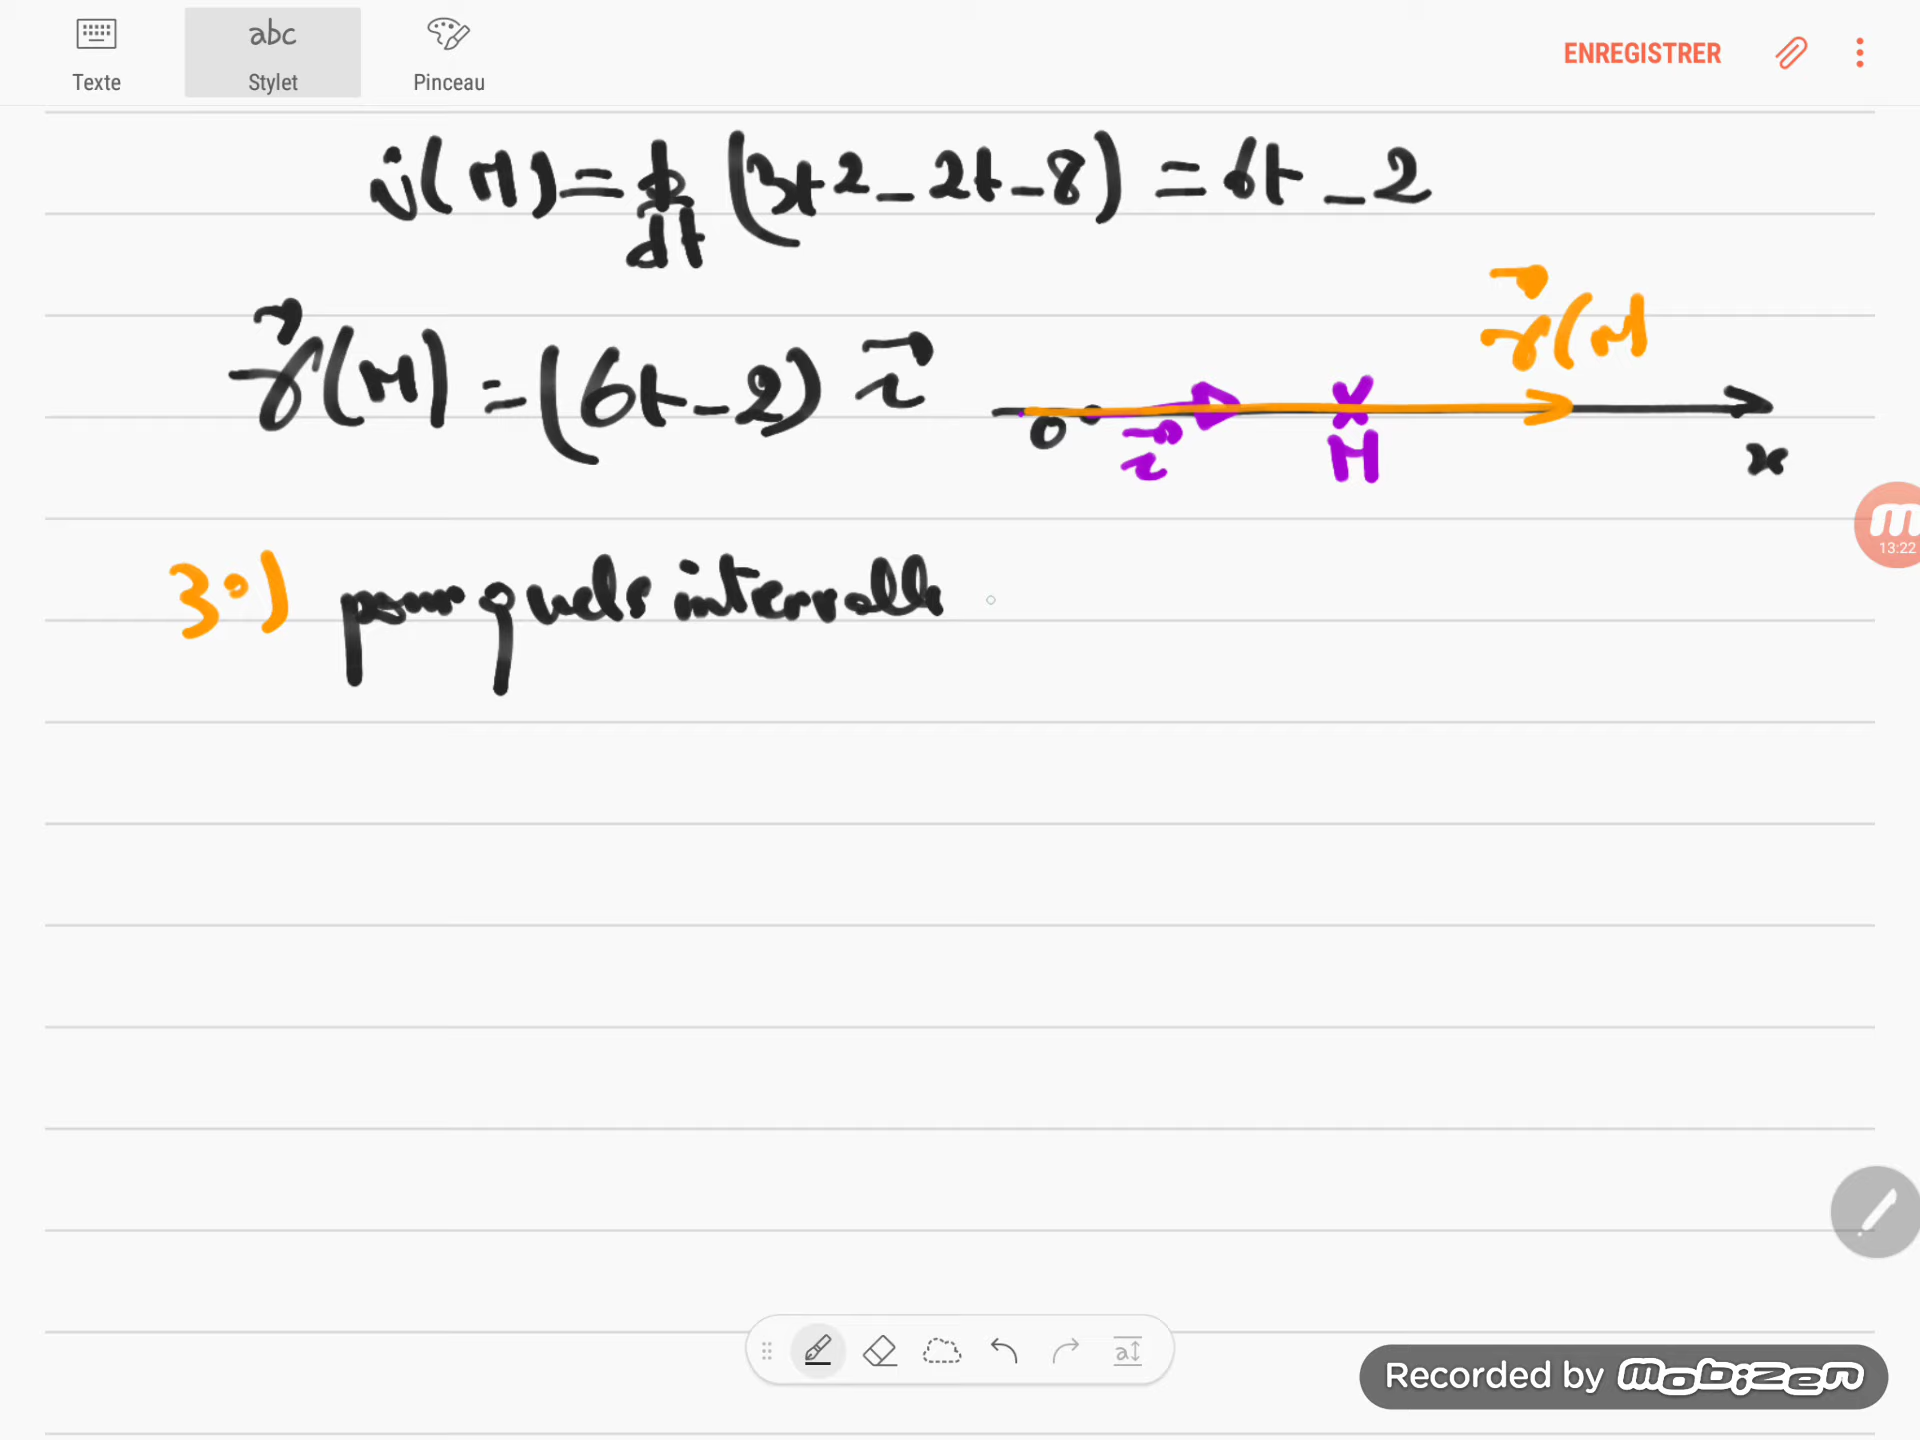 Texte
abc
Stylet
Pinceau
ENREGISTRER
v̇(M) = d/dt (3t2 - 2t - 8) = 6t - 2
γ⃗(M) = (6t - 2) i⃗
γ⃗(M
O
i⃗
M
x
13:22
3°) pour quels intervalle
Recorded by mobizen